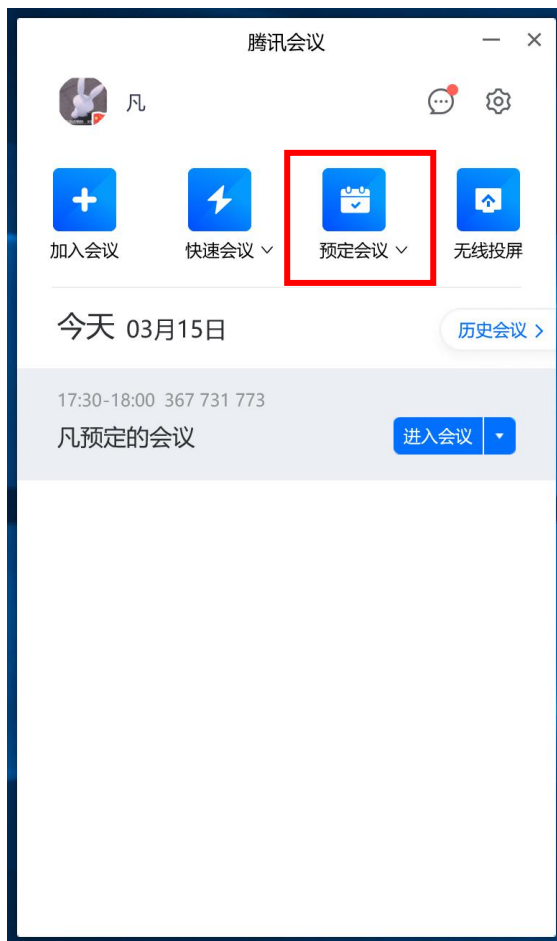 腾讯会议
凡
加入会议 快速会议 预定会议 无线投屏
今天 03月15日 历史会议
17:30-18:00 367 731 773
凡预定的会议 进入会议